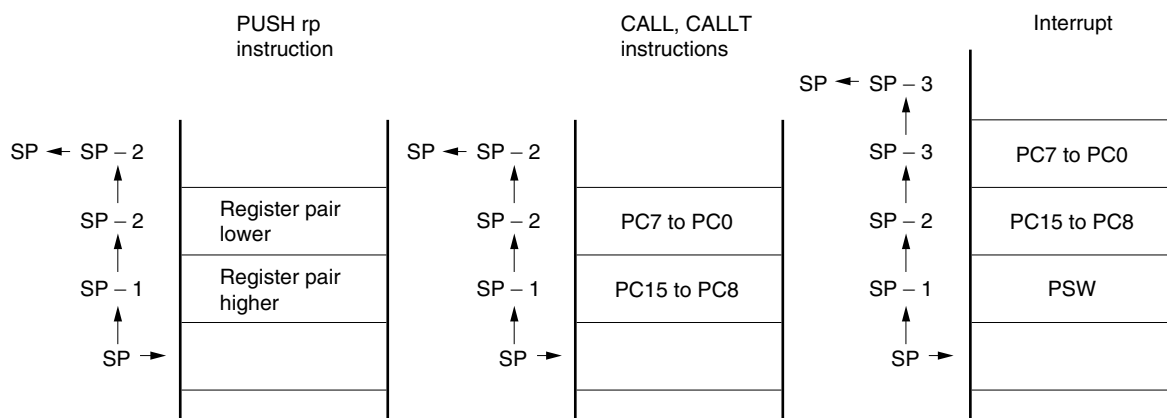 PUSH rp
instruction
SP ← SP – 2
SP – 2
Register pair
lower
SP – 1
Register pair
higher
SP
CALL, CALLT
instructions
SP ← SP – 2
SP – 2
PC7 to PC0
SP – 1
PC15 to PC8
SP
Interrupt
SP ← SP – 3
SP – 3
PC7 to PC0
SP – 2
PC15 to PC8
SP – 1
PSW
SP